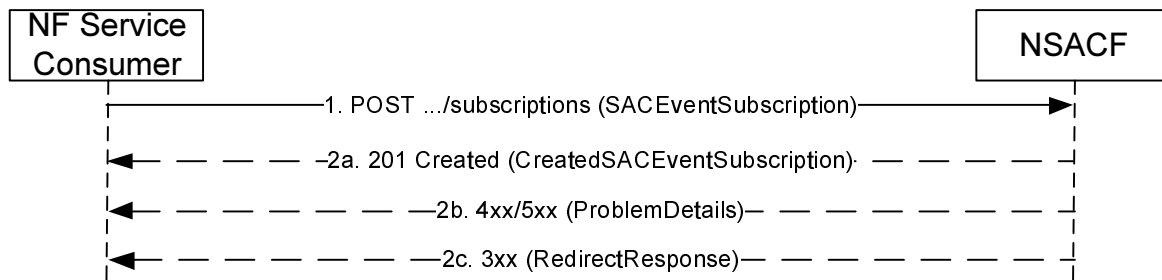 NF Service
Consumer
NSACF
1. POST .../subscriptions (SACEventSubscription)
2a. 201 Created (CreatedSACEventSubscription)
2b. 4xx/5xx (ProblemDetails)
2c. 3xx (RedirectResponse)